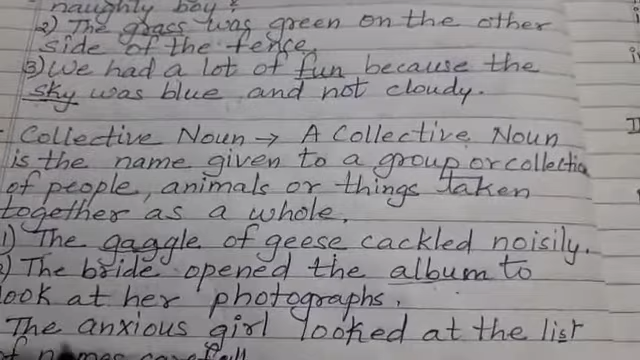 naughty boy?
2) The grass was green on the other
side of the fence.
3) We had a lot of fun because the
sky was blue and not cloudy.
- Collective Noun → A Collective Noun
is the name given to a group or collectio
of people, animals or things taken
together as a whole.
1) The gaggle of geese cackled noisily.
2) The bride opened the album to
look at her photographs.
The anxious girl looked at the list
of names